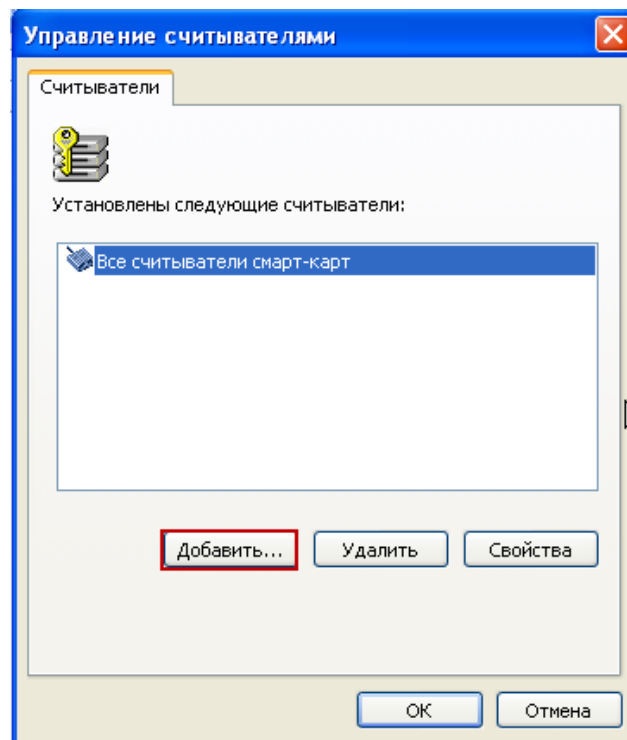 Управление считывателями
Считыватели
Установлены следующие считыватели:
Все считыватели смарт-карт
Добавить...
Удалить
Свойства
ОК
Отмена